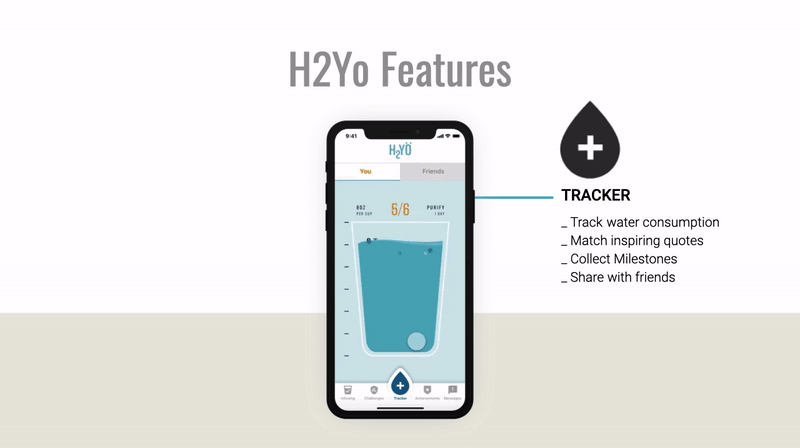 H2Yo Features
9:41
H2YO
You
Friends
8OZ
PER CUP
5/6
PURIFY
1 DAY
TRACKER
_ Track water consumption
_ Match inspiring quotes
_ Collect Milestones
_ Share with friends
Infusing
Challenges
Tracker
Achievements
Messages